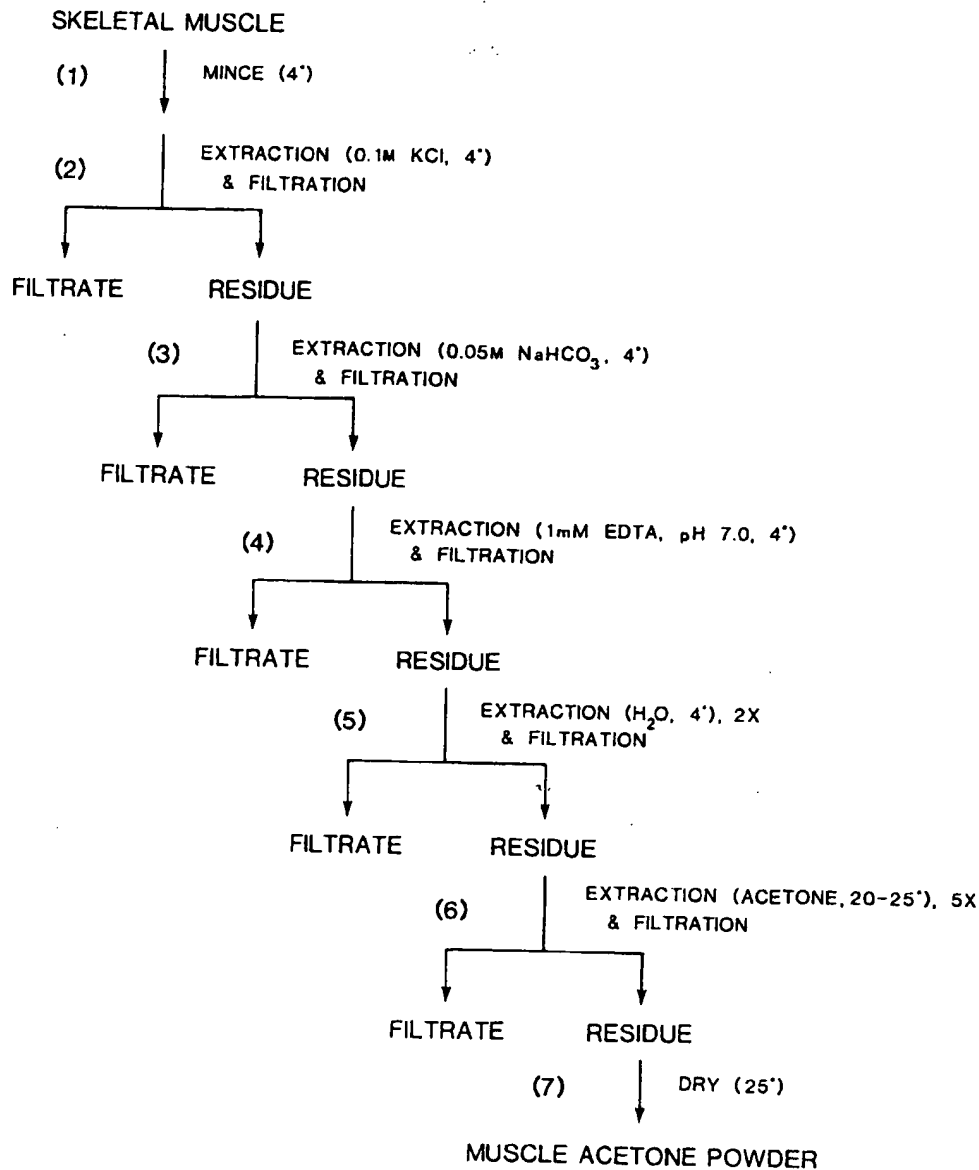 SKELETAL MUSCLE
(1) MINCE (4°)
(2) EXTRACTION (0.1M KCl, 4°)
& FILTRATION
FILTRATE RESIDUE
(3) EXTRACTION (0.05M NaHCO₃, 4°)
& FILTRATION
FILTRATE RESIDUE
(4) EXTRACTION (1mM EDTA, pH 7.0, 4°)
& FILTRATION
FILTRATE RESIDUE
(5) EXTRACTION (H₂O, 4°), 2X
& FILTRATION
FILTRATE RESIDUE
(6) EXTRACTION (ACETONE, 20-25°), 5X
& FILTRATION
FILTRATE RESIDUE
(7) DRY (25°)
MUSCLE ACETONE POWDER